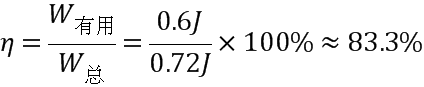 η = W有用/W总 = 0.6J/0.72J × 100% ≈ 83.3%